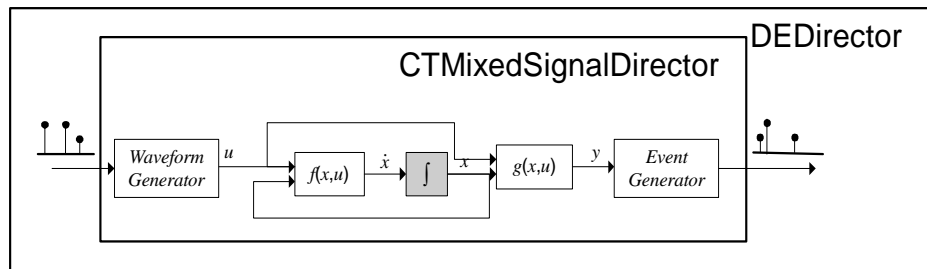 DEDirector
CTMixedSignalDirector
Waveform
Generator
u
f(x,u)
ẋ
∫
x
g(x,u)
y
Event
Generator